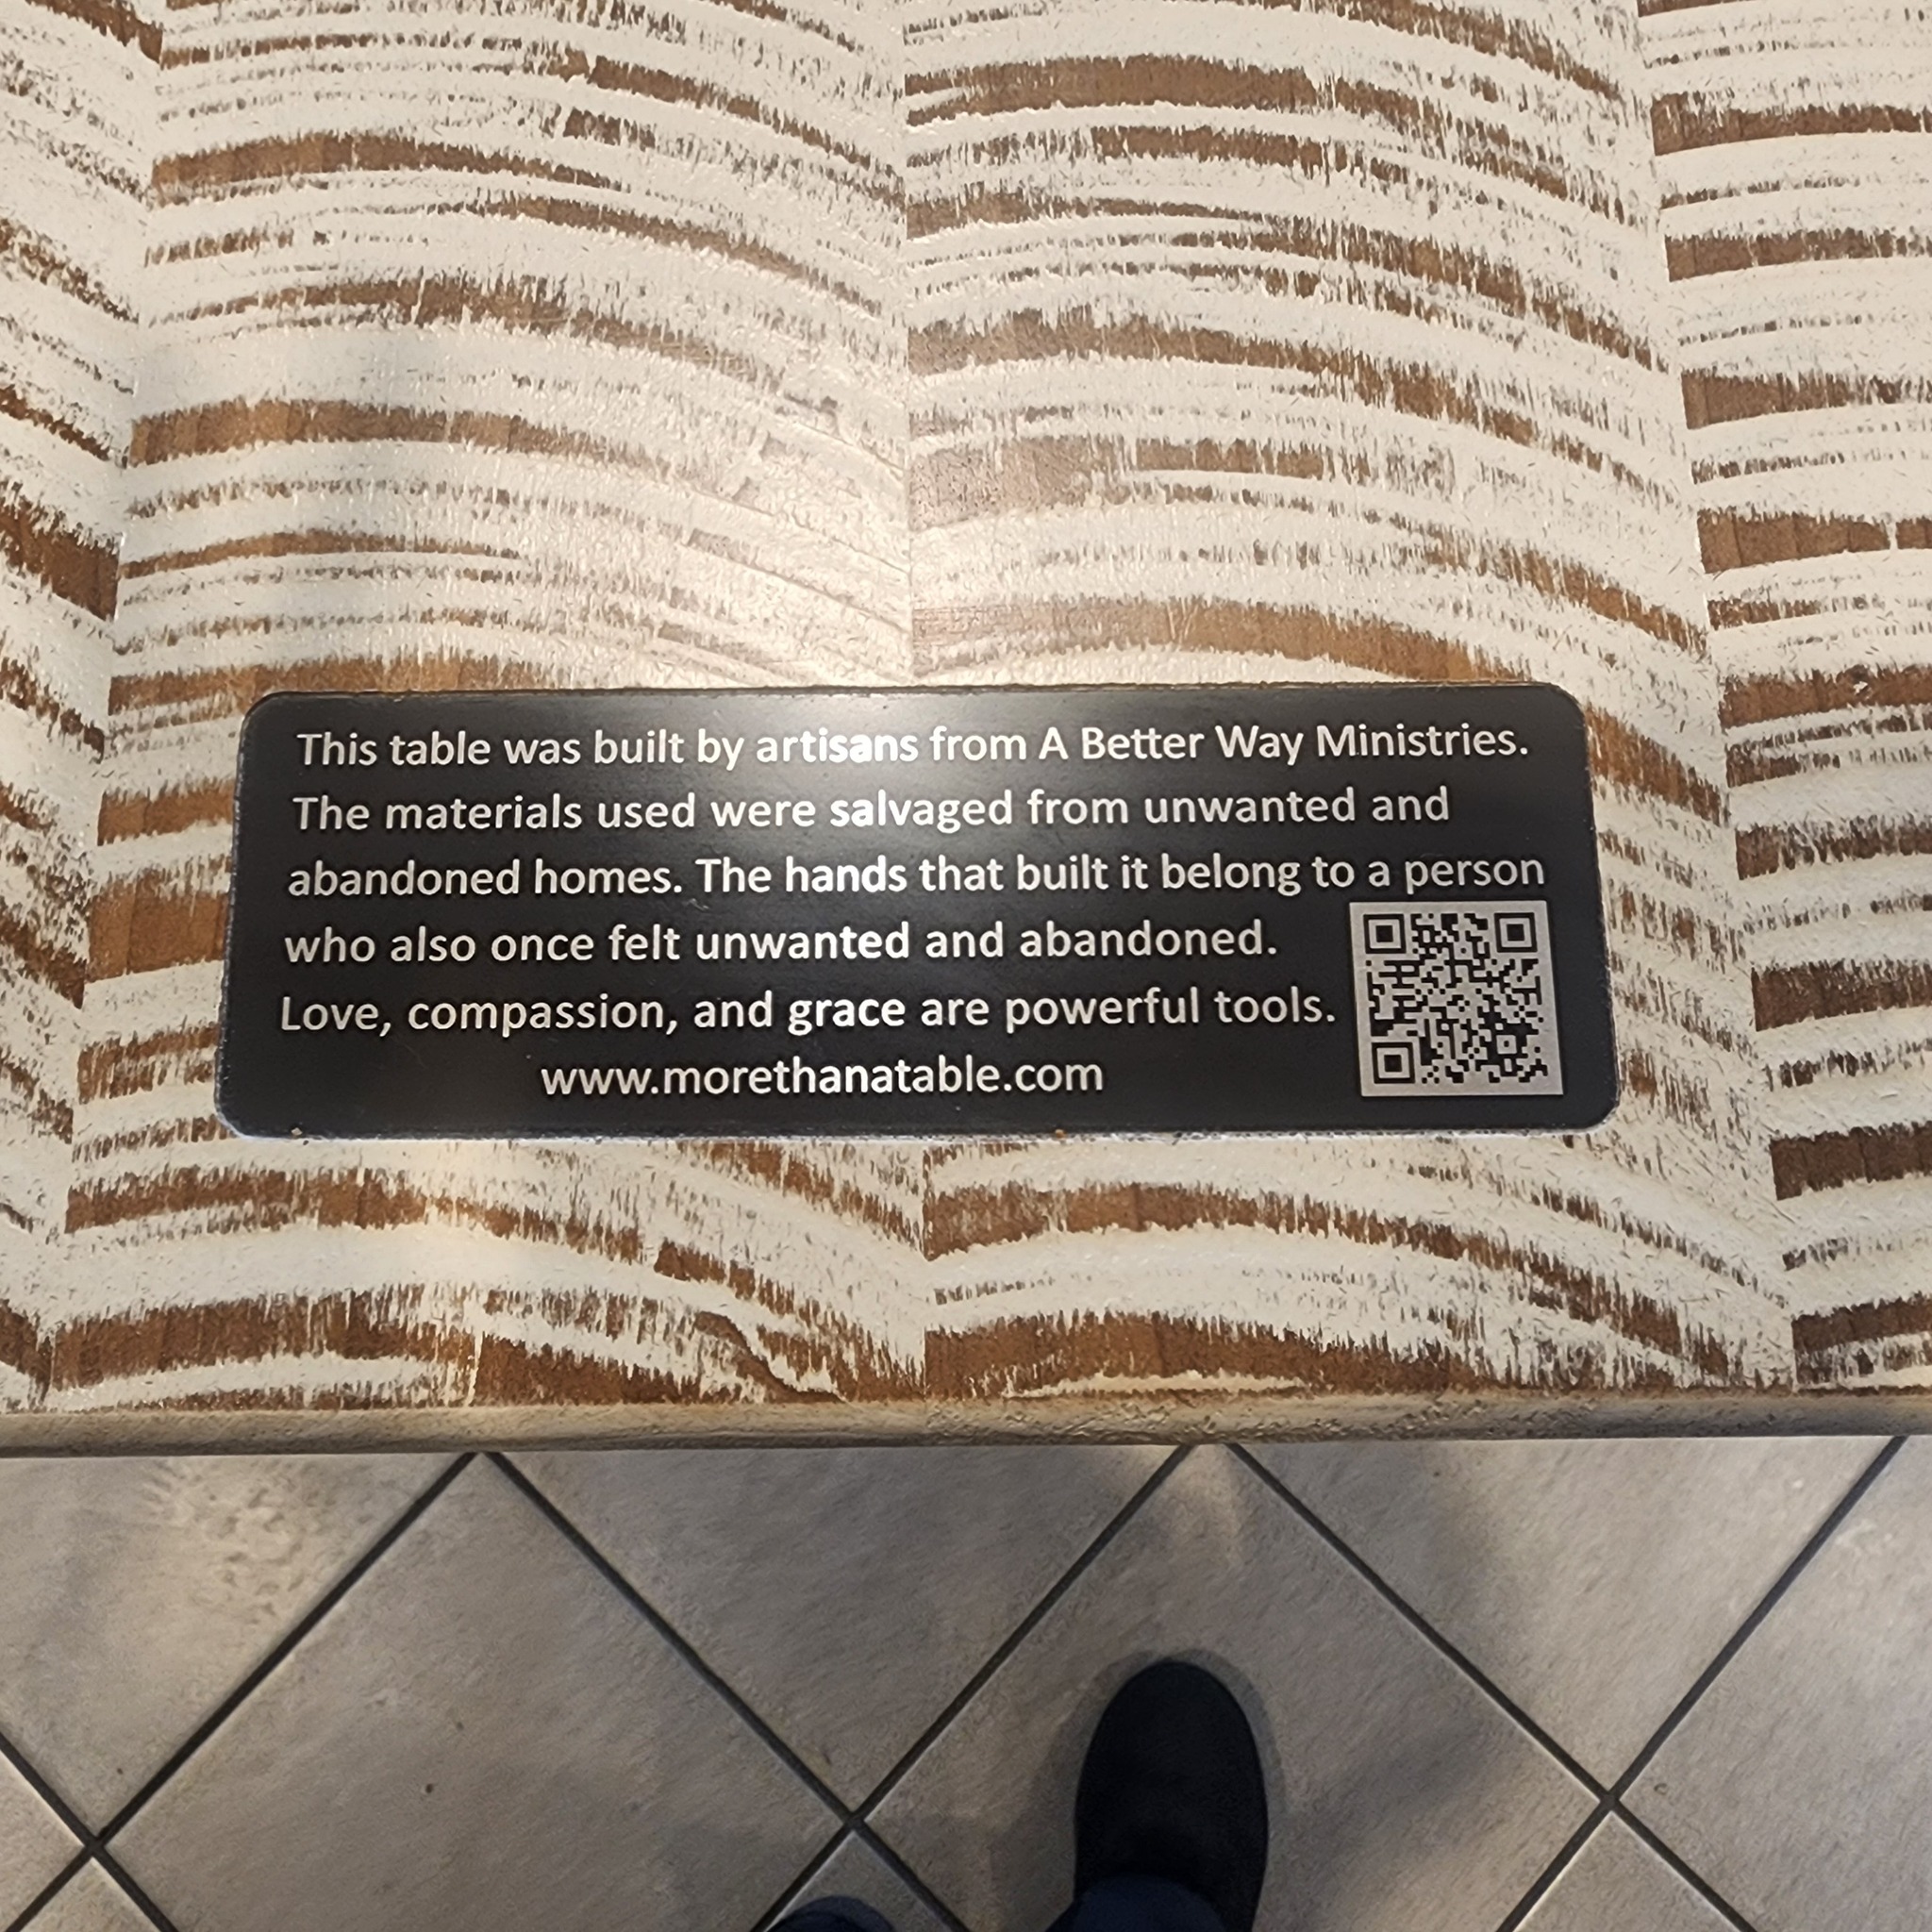 This table was built by artisans from A Better Way Ministries.
The materials used were salvaged from unwanted and
abandoned homes. The hands that built it belong to a person
who also once felt unwanted and abandoned.
Love, compassion, and grace are powerful tools.
www.morethanatable.com